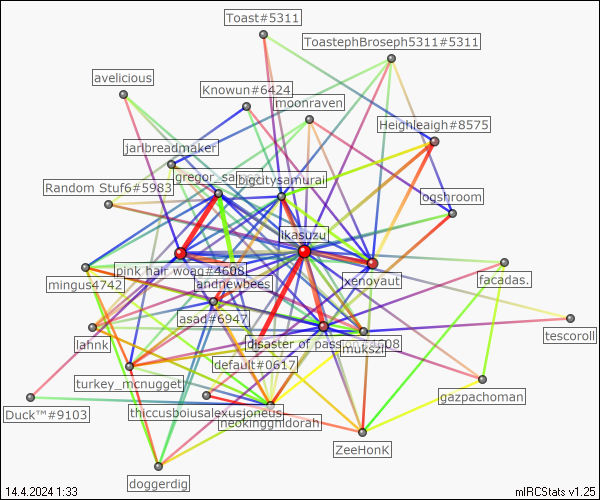 Toast#5311
ToastephBroseph5311#5311
avelicious
Knowun#6424
moonraven
Heighleaigh#8575
jarlbreadmaker
gregor_sa
bigcitysamurai
Random Stuf6#5983
ogshroom
ikasuzu
pink hair woag#4608
xenoyaut
facadas.
mingus4742
andnewbees
asad#6947
tescoroll
lahnk
disaster of passion#4608
mukszi
default#0617
turkey_mcnugget
gazpachoman
Duck™#9103
thiccusboiusalexusjoneus
neokingghidorah
ZeeHonK
doggerdig
14.4.2024 1:33
mIRCStats v1.25